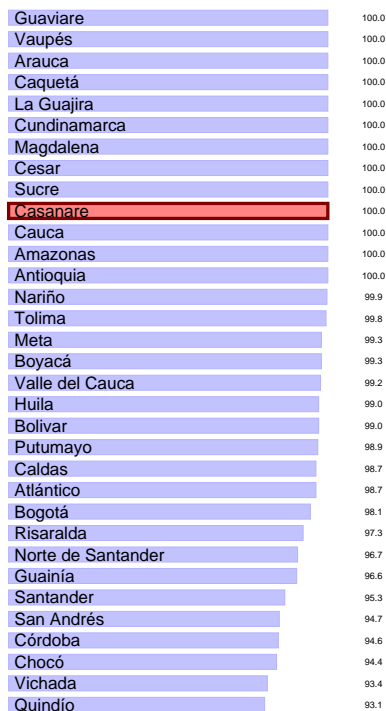 Guaviare 100.0
Vaupés 100.0
Arauca 100.0
Caquetá 100.0
La Guajira 100.0
Cundinamarca 100.0
Magdalena 100.0
Cesar 100.0
Sucre 100.0
Casanare 100.0
Cauca 100.0
Amazonas 100.0
Antioquia 100.0
Nariño 99.9
Tolima 99.8
Meta 99.3
Boyacá 99.3
Valle del Cauca 99.2
Huila 99.0
Bolivar 99.0
Putumayo 98.9
Caldas 98.7
Atlántico 98.7
Bogotá 98.1
Risaralda 97.3
Norte de Santander 96.7
Guainía 96.6
Santander 95.3
San Andrés 94.7
Córdoba 94.6
Chocó 94.4
Vichada 93.4
Quindío 93.1